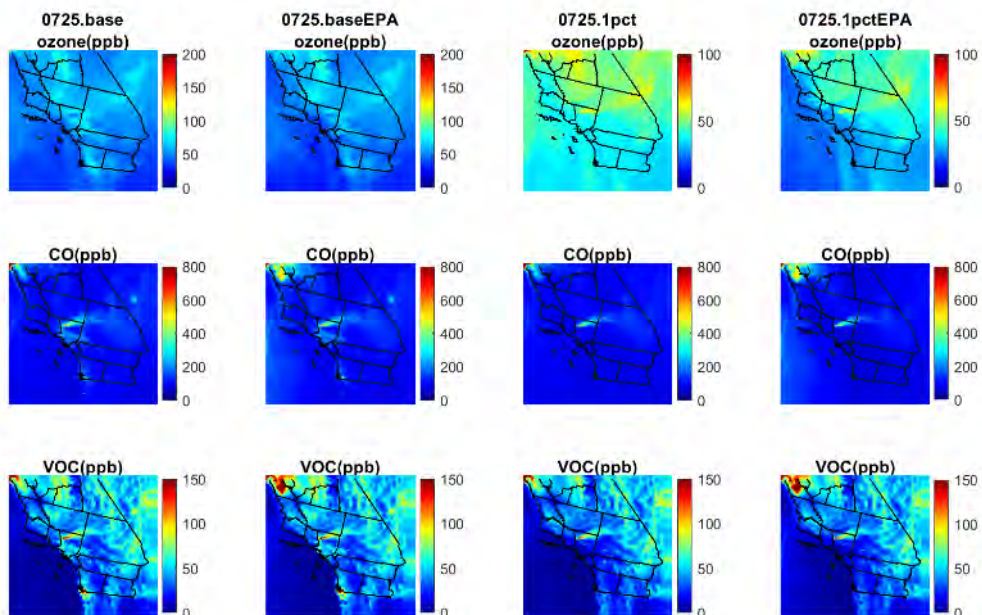 0725.base 0725.baseEPA 0725.1pct 0725.1pctEPA
ozone(ppb) ozone(ppb) ozone(ppb) ozone(ppb)
200 200 100 100
150 150
100 100 50 50
50 50
0 0 0 0
CO(ppb) CO(ppb) CO(ppb) CO(ppb)
800 800 800 800
600 600 600 600
400 400 400 400
200 200 200 200
0 0 0 0
VOC(ppb) VOC(ppb) VOC(ppb) VOC(ppb)
150 150 150 150
100 100 100 100
50 50 50 50
0 0 0 0